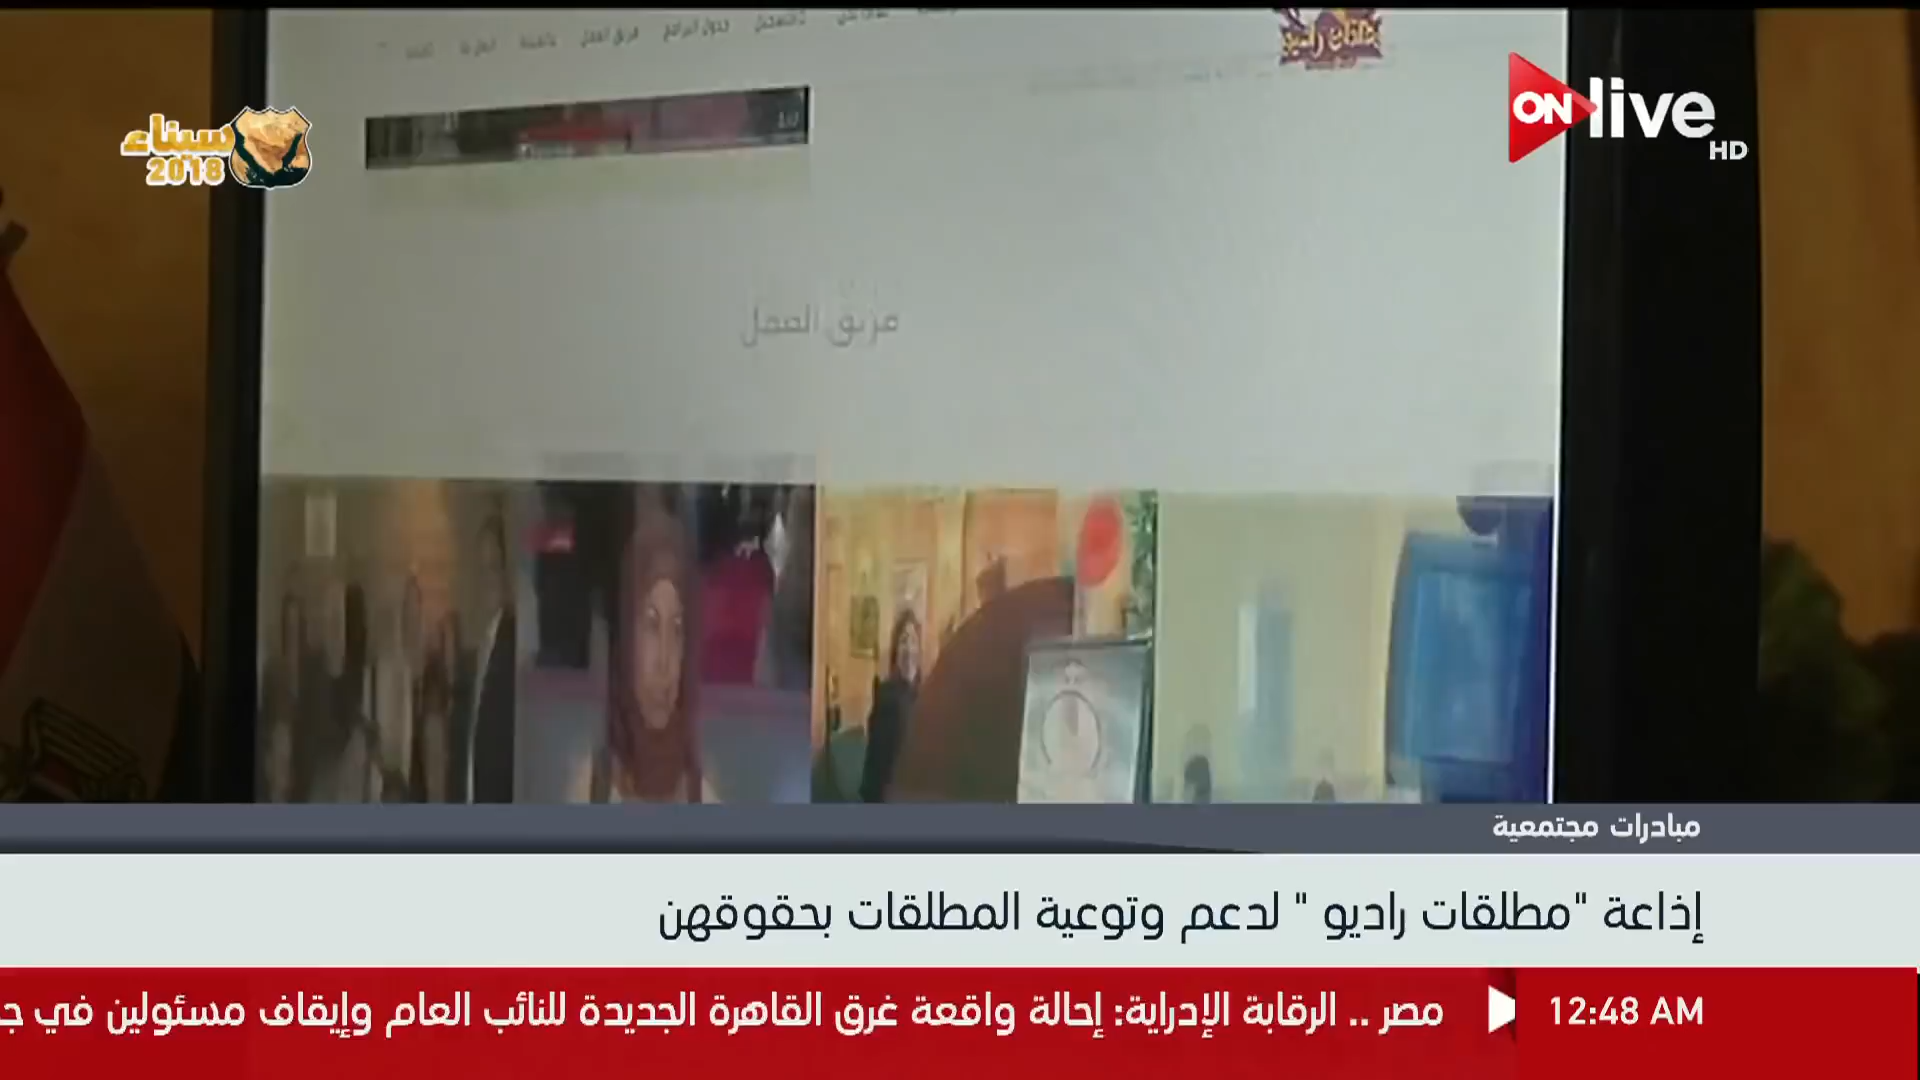 فريق العمل
سيناء
2018
ON live
HD
مبادرات مجتمعية
إذاعة "مطلقات راديو " لدعم وتوعية المطلقات بحقوقهن
12:48 AM
مصر .. الرقابة الإدراية: إحالة واقعة غرق القاهرة الجديدة للنائب العام وإيقاف مسئولين في ج